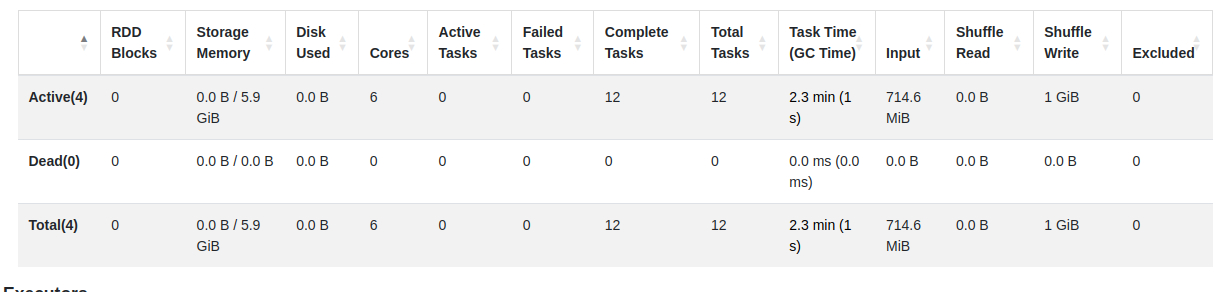 RDD Blocks Storage Memory Disk Used Cores Active Tasks Failed Tasks Complete Tasks Total Tasks Task Time (GC Time) Input Shuffle Read Shuffle Write Excluded
Active(4) 0 0.0 B / 5.9 GiB 0.0 B 6 0 0 12 12 2.3 min (1 s) 714.6 MiB 0.0 B 1 GiB 0
Dead(0) 0 0.0 B / 0.0 B 0.0 B 0 0 0 0 0 0.0 ms (0.0 ms) 0.0 B 0.0 B 0.0 B 0
Total(4) 0 0.0 B / 5.9 GiB 0.0 B 6 0 0 12 12 2.3 min (1 s) 714.6 MiB 0.0 B 1 GiB 0
Executors